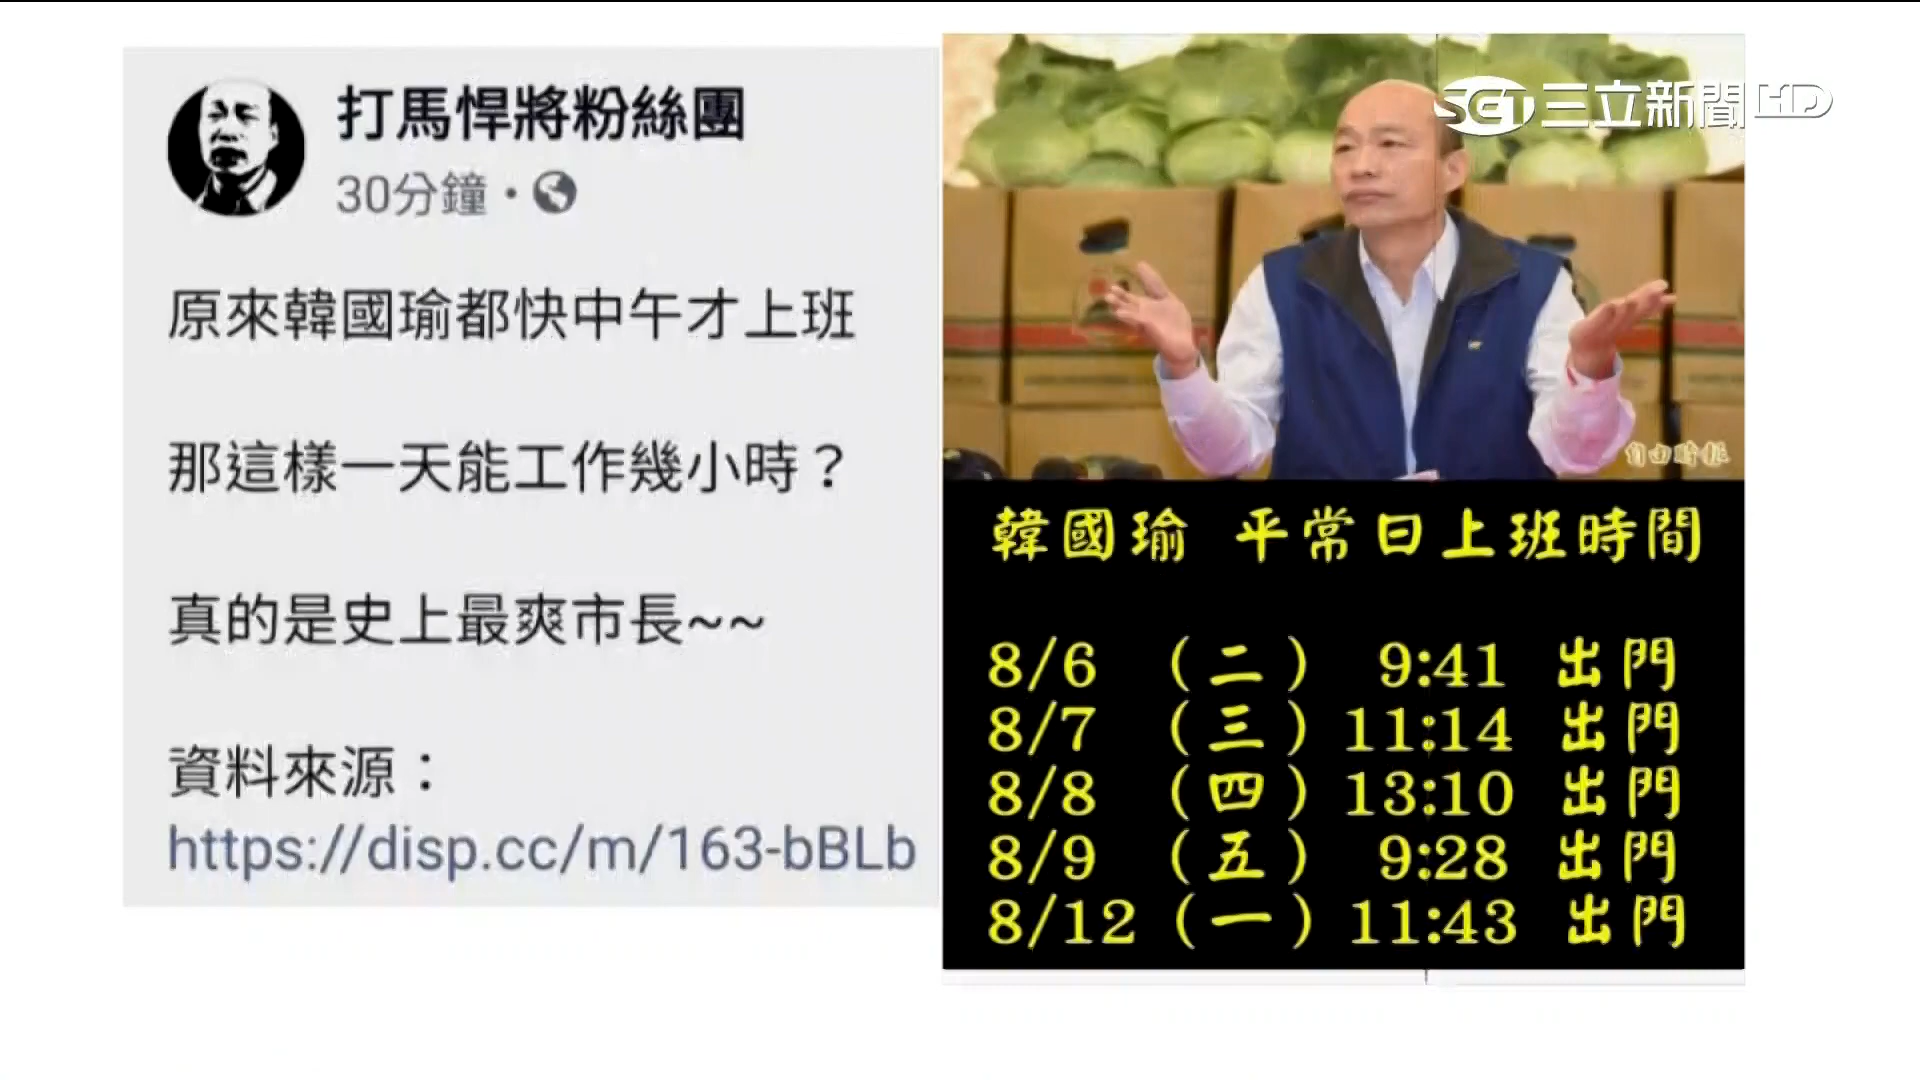 打馬悍將粉絲團
30分鐘·
原來韓國瑜都快中午才上班
那這樣一天能工作幾小時？
真的是史上最爽市長~~
資料來源：
https://disp.cc/m/163-bBLb
SET三立新聞HD
自由時報
韓國瑜 平常日上班時間
8/6 （二） 9:41 出門
8/7 （三）11:14 出門
8/8 （四）13:10 出門
8/9 （五） 9:28 出門
8/12（一）11:43 出門